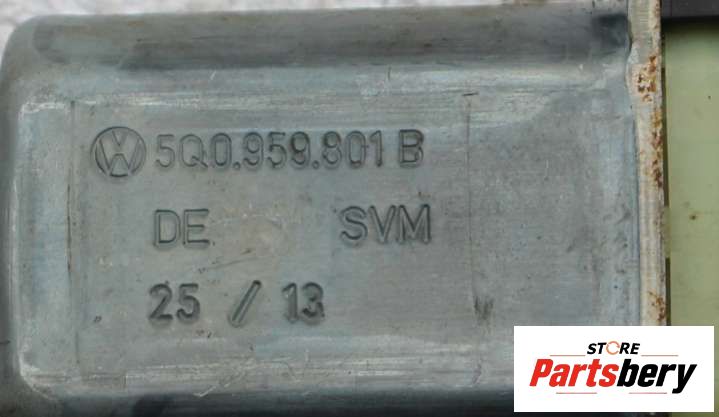 5Q0.959.801 B
DE SVM
25 / 13
STORE
Partsbery